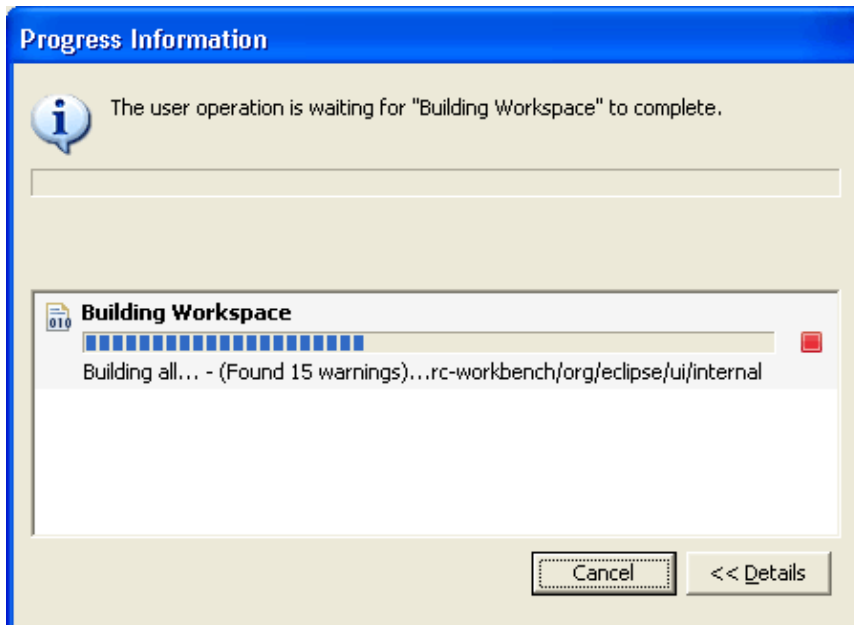 Progress Information
The user operation is waiting for "Building Workspace" to complete.
010
Building Workspace
Building all... - (Found 15 warnings)...rc-workbench/org/eclipse/ui/internal
Cancel
<< Details